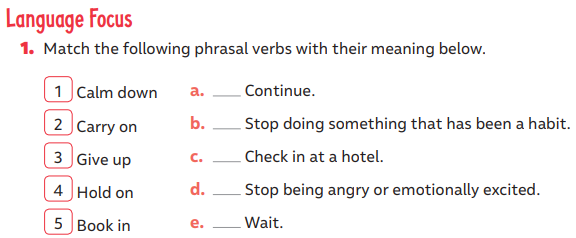 Language Focus
1. Match the following phrasal verbs with their meaning below.
1 Calm down a. ___ Continue.
2 Carry on b. ___ Stop doing something that has been a habit.
3 Give up c. ___ Check in at a hotel.
4 Hold on d. ___ Stop being angry or emotionally excited.
5 Book in e. ___ Wait.